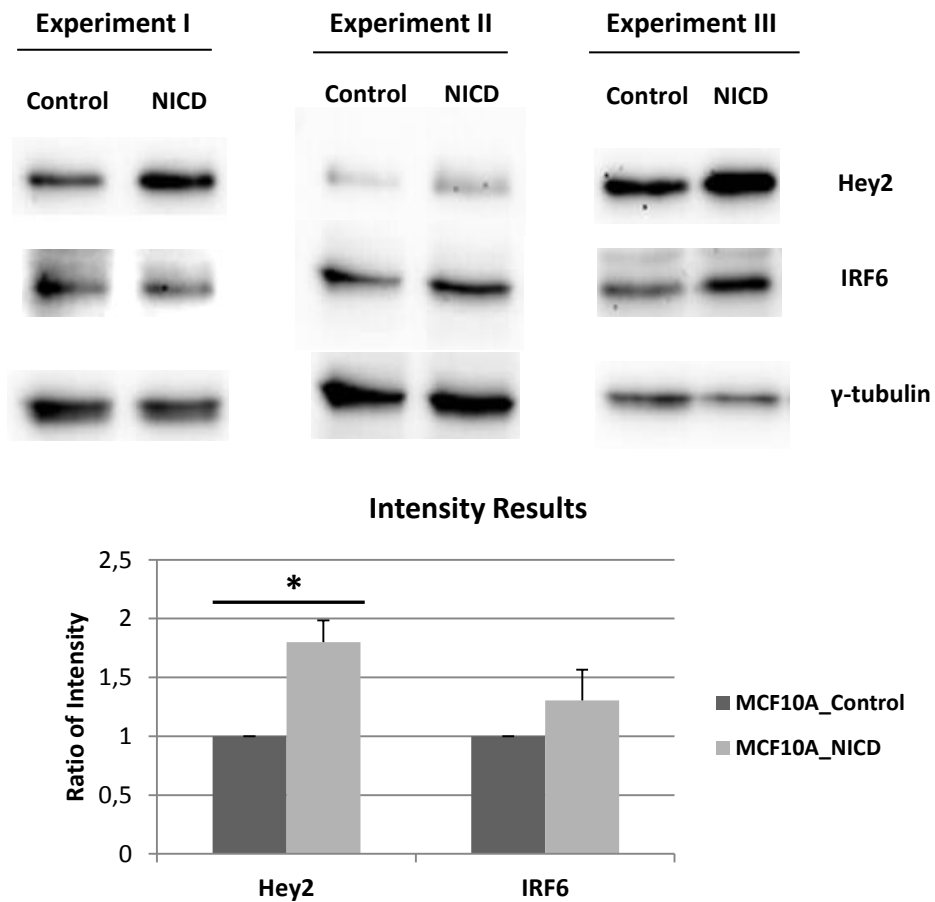 Experiment I Experiment II Experiment III
Control NICD Control NICD Control NICD
Hey2
IRF6
γ-tubulin
Intensity Results
2,5
2
1,5
1
0,5
0
Ratio of Intensity
*
MCF10A_Control
MCF10A_NICD
Hey2 IRF6